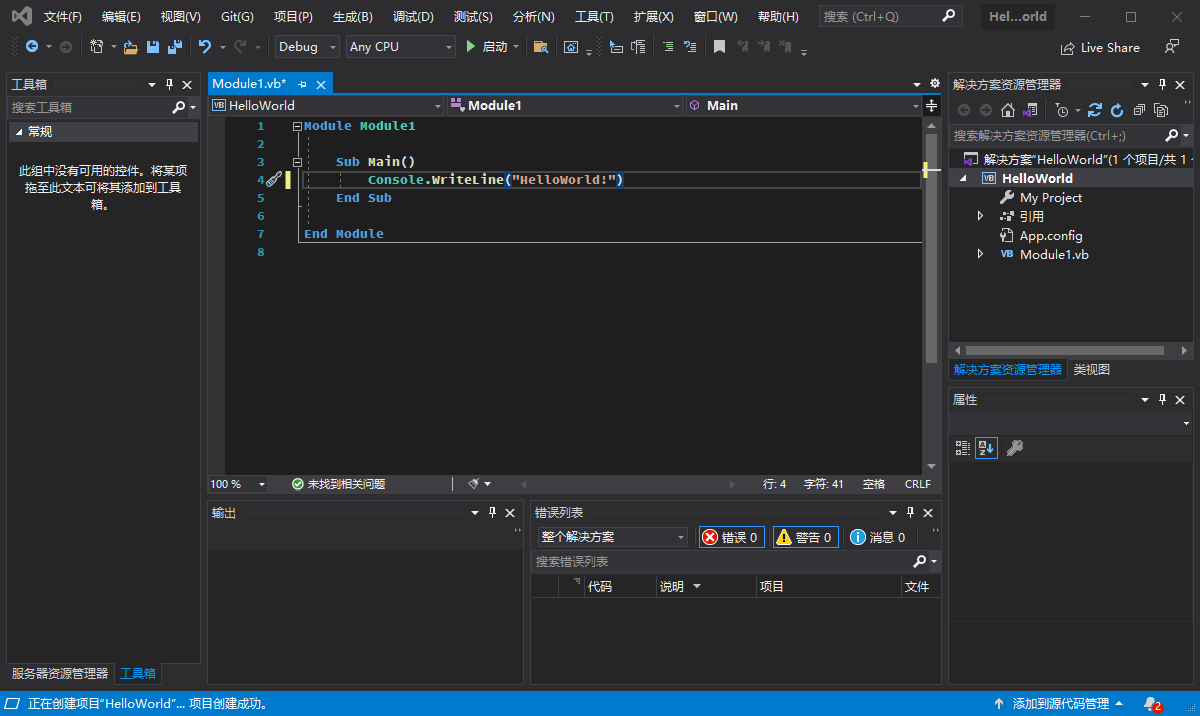 文件(F) 编辑(E) 视图(V) Git(G) 项目(P) 生成(B) 调试(D) 测试(S) 分析(N) 工具(T) 扩展(X) 窗口(W) 帮助(H) 搜索 (Ctrl+Q) Hel...orld
Debug Any CPU 启动 Live Share
工具箱
搜索工具箱
常规
此组中没有可用的控件。将某项
拖至此文本可将其添加到工具
箱。
服务器资源管理器 工具箱
Module1.vb*
VB HelloWorld Module1 Main
1 Module Module1
2
3 Sub Main()
4 Console.WriteLine("HelloWorld!")
5 End Sub
6
7 End Module
8
100 % 未找到相关问题 行: 4 字符: 41 空格 CRLF
输出
错误列表
整个解决方案 错误 0 警告 0 消息 0
搜索错误列表
代码 说明 项目 文件
解决方案资源管理器
搜索解决方案资源管理器(Ctrl+;)
解决方案"HelloWorld"(1 个项目/共 1
VB HelloWorld
My Project
引用
App.config
VB Module1.vb
解决方案资源管理器 类视图
属性
正在创建项目"HelloWorld"... 项目创建成功。 添加到源代码管理 2